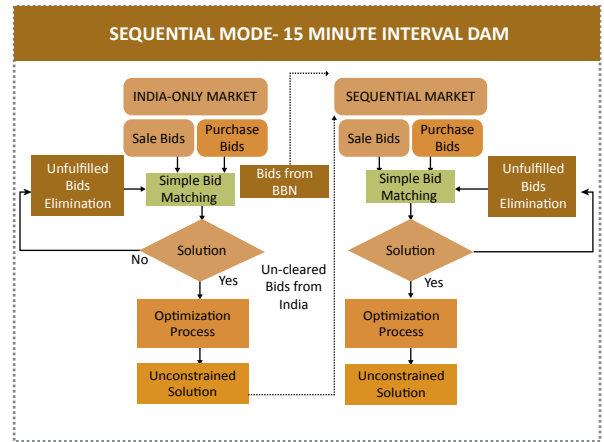 SEQUENTIAL MODE- 15 MINUTE INTERVAL DAM
INDIA-ONLY MARKET
Sale Bids
Purchase
Bids
Unfulfilled
Bids
Elimination
Simple Bid
Matching
Bids from
BBN
Solution
No
Yes
Un-cleared
Bids from
India
Optimization
Process
Unconstrained
Solution
SEQUENTIAL MARKET
Sale Bids
Purchase
Bids
Simple Bid
Matching
Unfulfilled
Bids
Elimination
Solution
Yes
Optimization
Process
Unconstrained
Solution